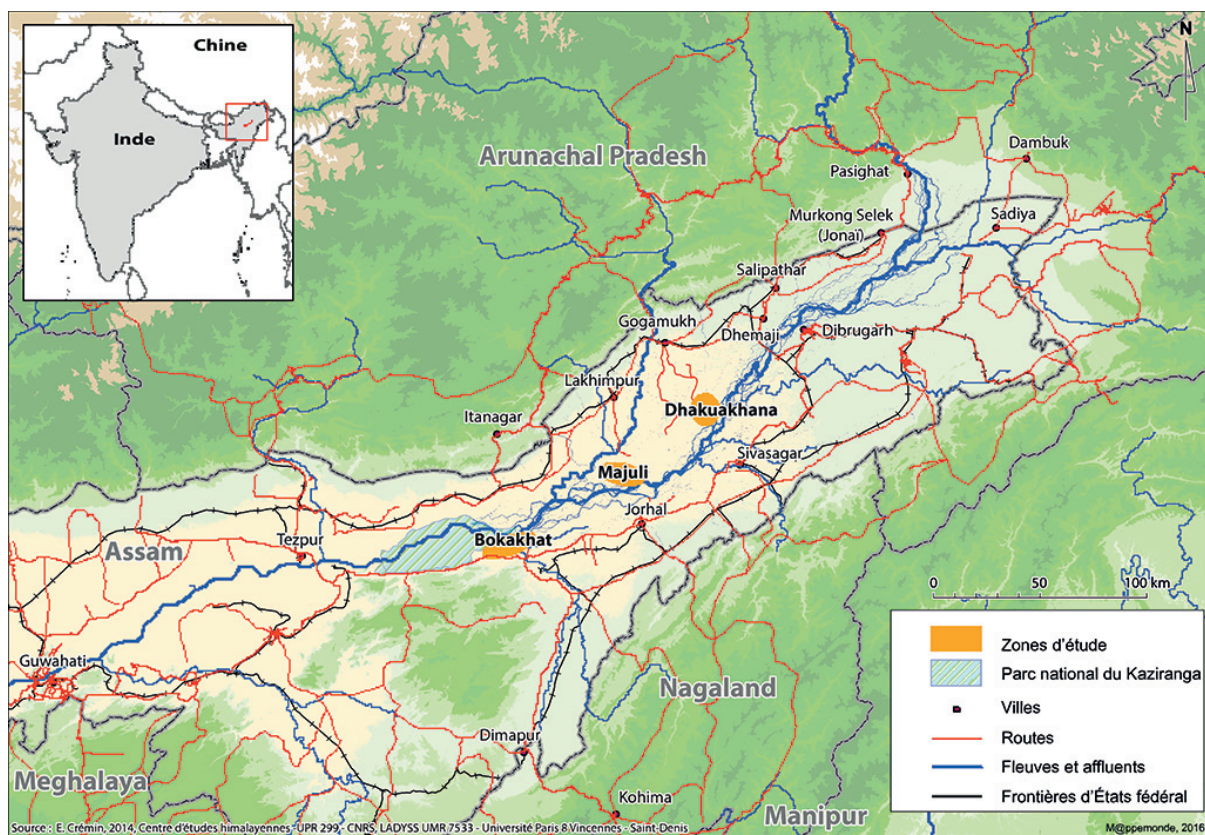 Chine
Inde
N
Arunachal Pradesh
Dambuk
Pasighat
Murkong Selek
(Jonaï)
Sadiya
Salipathar
Gogamukh
Dhemaji
Dibrugarh
Lakhimpur
Dhakuakhana
Itanagar
Sivasagar
Majuli
Jorhal
Bokakhat
Assam
Tezpur
0 50 100 km
Guwahati
Nagaland
Dimapur
Meghalaya
Kohima
Manipur
Zones d'étude
Parc national du Kaziranga
Villes
Routes
Fleuves et affluents
Frontières d'États fédéral
Source : E. Crémin, 2014, Centre d'études himalayennes -UPR 299,- CNRS, LADYSS UMR 7533 - Université Paris 8 Vincennes - Saint-Denis
M@ppemonde, 2016